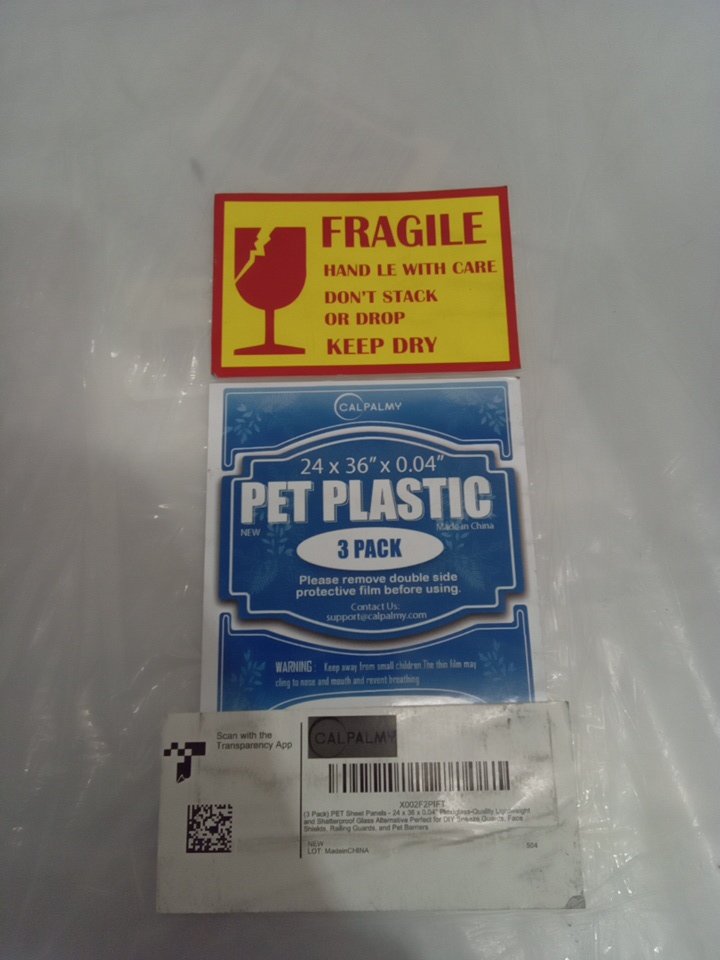 FRAGILE
HAND LE WITH CARE
DON'T STACK
OR DROP
KEEP DRY
CALPALMY
24 x 36" x 0.04"
PET PLASTIC
NEW
Made in China
3 PACK
Please remove double side
protective film before using.
Contact Us:
support@calpalmy.com
WARNING : Keep away from small children The thin film may
cling to nose and mouth and revent breathing
Scan with the
Transparency App
CALPALMY
X002F2PIFT
(3 Pack) PET Sheet Panels - 24 x 36 x 0.04" Plexiglass-Quality Lightweight
and Shatterproof Glass Alternative Perfect for DIY Sneeze Guards, Face
Shields, Railing Guards, and Pet Barriers
NEW
504
LOT MadeinCHINA